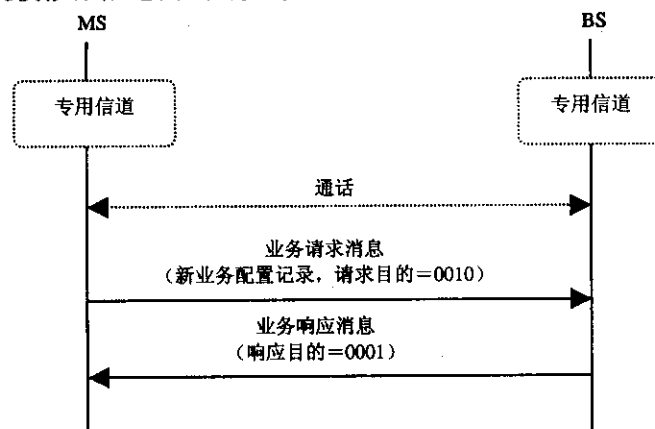 MS
BS
专用信道
专用信道
通话
业务请求消息
（新业务配置记录，请求目的＝0010）
业务响应消息
（响应目的＝0001）